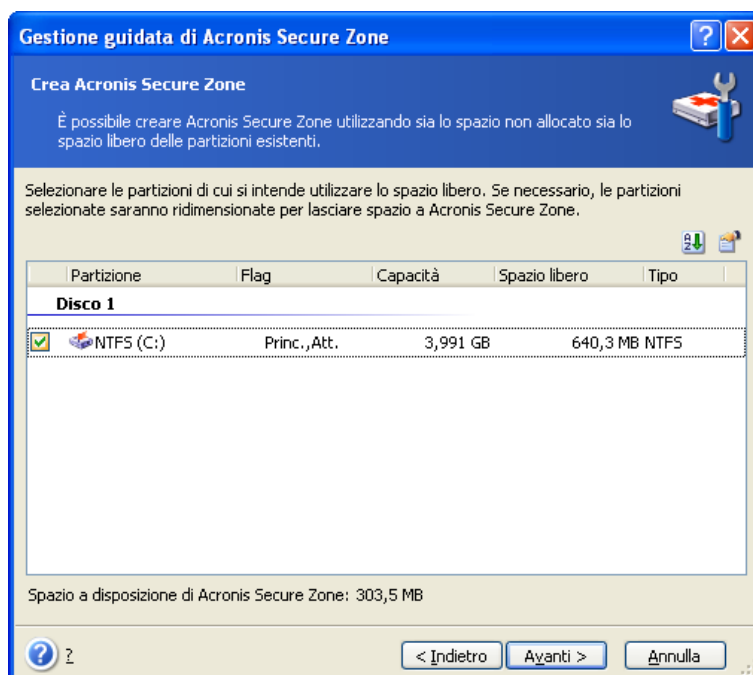 Gestione guidata di Acronis Secure Zone
Crea Acronis Secure Zone
È possibile creare Acronis Secure Zone utilizzando sia lo spazio non allocato sia lo
spazio libero delle partizioni esistenti.
Selezionare le partizioni di cui si intende utilizzare lo spazio libero. Se necessario, le partizioni
selezionate saranno ridimensionate per lasciare spazio a Acronis Secure Zone.
Partizione Flag Capacità Spazio libero Tipo
Disco 1
NTFS (C:) Princ.,Att. 3,991 GB 640,3 MB NTFS
Spazio a disposizione di Acronis Secure Zone: 303,5 MB
? < Indietro Avanti > Annulla